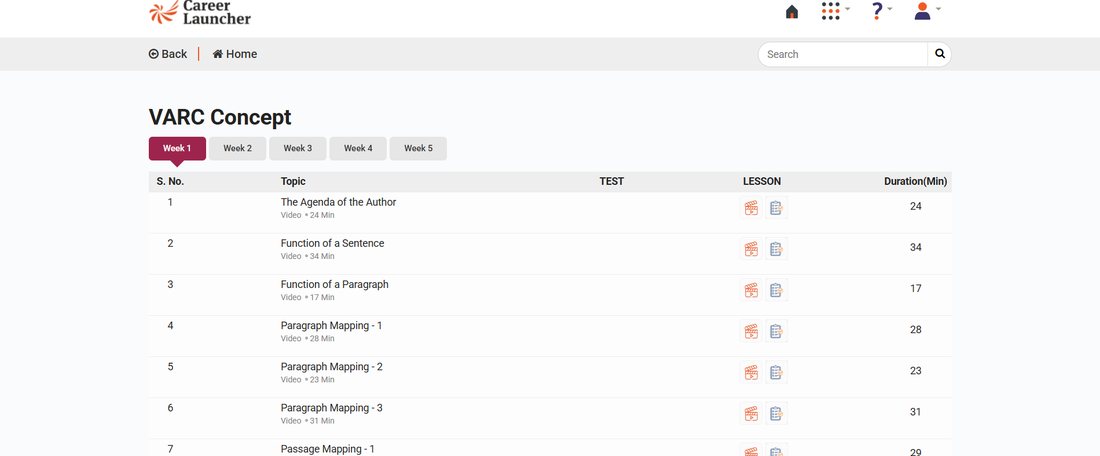 Career
Launcher
Back
Home
Search
VARC Concept
Week 1 Week 2 Week 3 Week 4 Week 5
S. No. Topic TEST LESSON Duration(Min)
1 The Agenda of the Author 24
Video • 24 Min
2 Function of a Sentence 34
Video • 34 Min
3 Function of a Paragraph 17
Video • 17 Min
4 Paragraph Mapping - 1 28
Video • 28 Min
5 Paragraph Mapping - 2 23
Video • 23 Min
6 Paragraph Mapping - 3 31
Video • 31 Min
7 Passage Mapping - 1 29